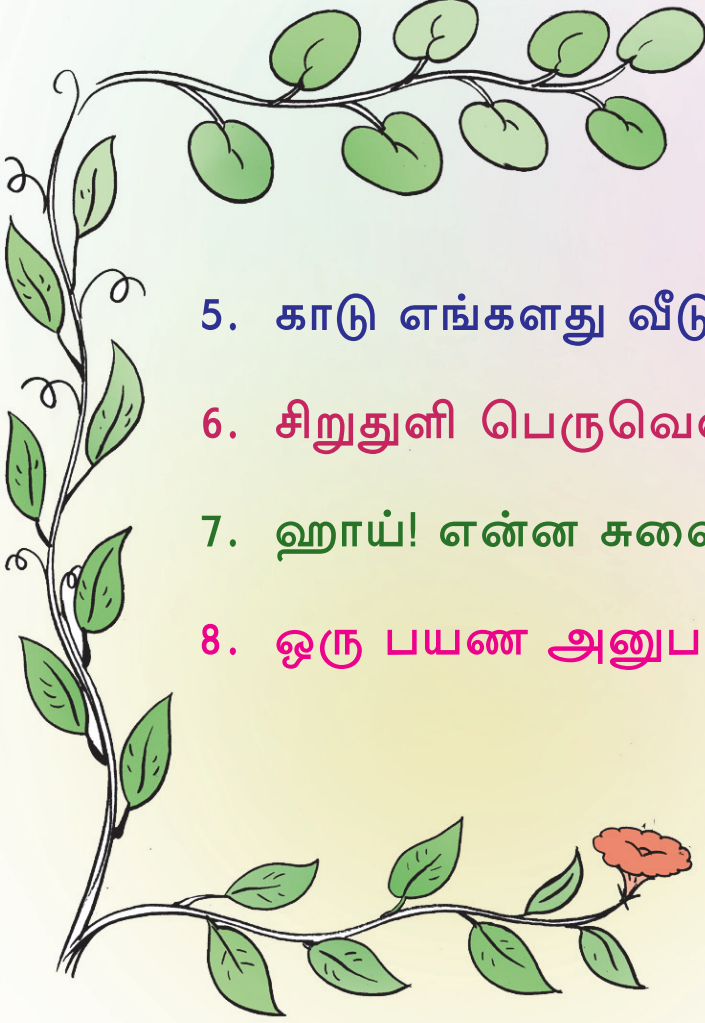 5. காடு எங்களது வீடு
6. சிறுதுளி
7. ஹாய்! என்ன
8. ஒரு பயண